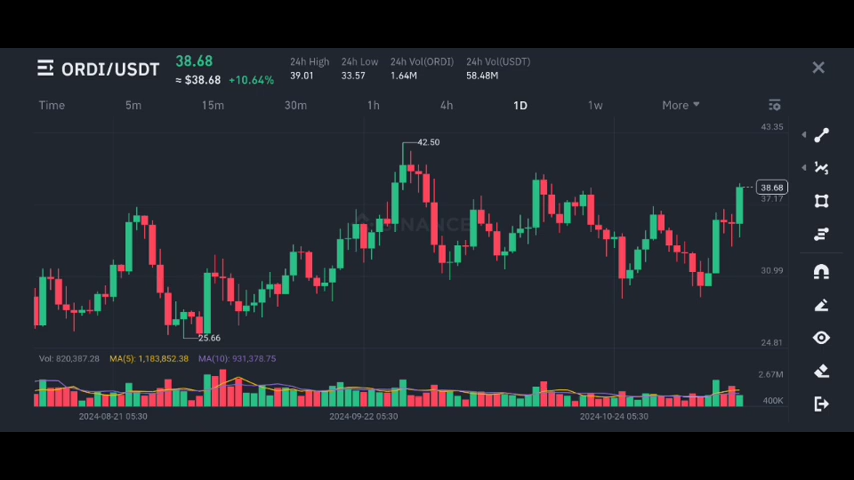 ORDI/USDT
38.68
≈ $38.68 +10.64%
24h High 24h Low 24h Vol(ORDI) 24h Vol(USDT)
39.01 33.57 1.64M 58.48M
Time 5m 15m 30m 1h 4h 1D 1w More
43.35
42.50
38.68
37.17
BINANCE
30.99
25.66
24.81
Vol: 820,387.28 MA(5): 1,183,852.38 MA(10): 931,378.75
2.67M
400K
2024-08-21 05:30 2024-09-22 05:30 2024-10-24 05:30